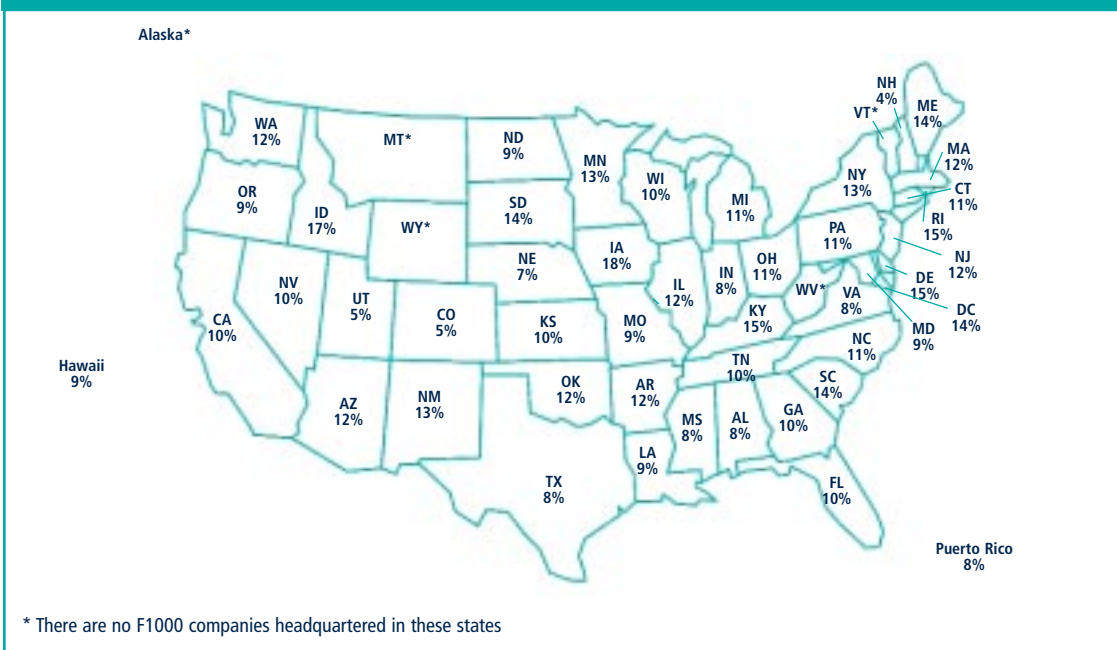 Alaska*
WA
12%
MT*
ND
9%
MN
13%
WI
10%
MI
11%
NY
13%
VT*
NH
4%
ME
14%
MA
12%
CT
11%
RI
15%
OR
9%
ID
17%
WY*
SD
14%
IA
18%
NE
7%
IL
12%
IN
8%
OH
11%
PA
11%
NJ
12%
DE
15%
DC
14%
MD
9%
WV*
VA
8%
NV
10%
UT
5%
CO
5%
KS
10%
MO
9%
KY
15%
CA
10%
NC
11%
TN
10%
SC
14%
Hawaii
9%
AZ
12%
NM
13%
OK
12%
AR
12%
MS
8%
AL
8%
GA
10%
LA
9%
TX
8%
FL
10%
Puerto Rico
8%
* There are no F1000 companies headquartered in these states